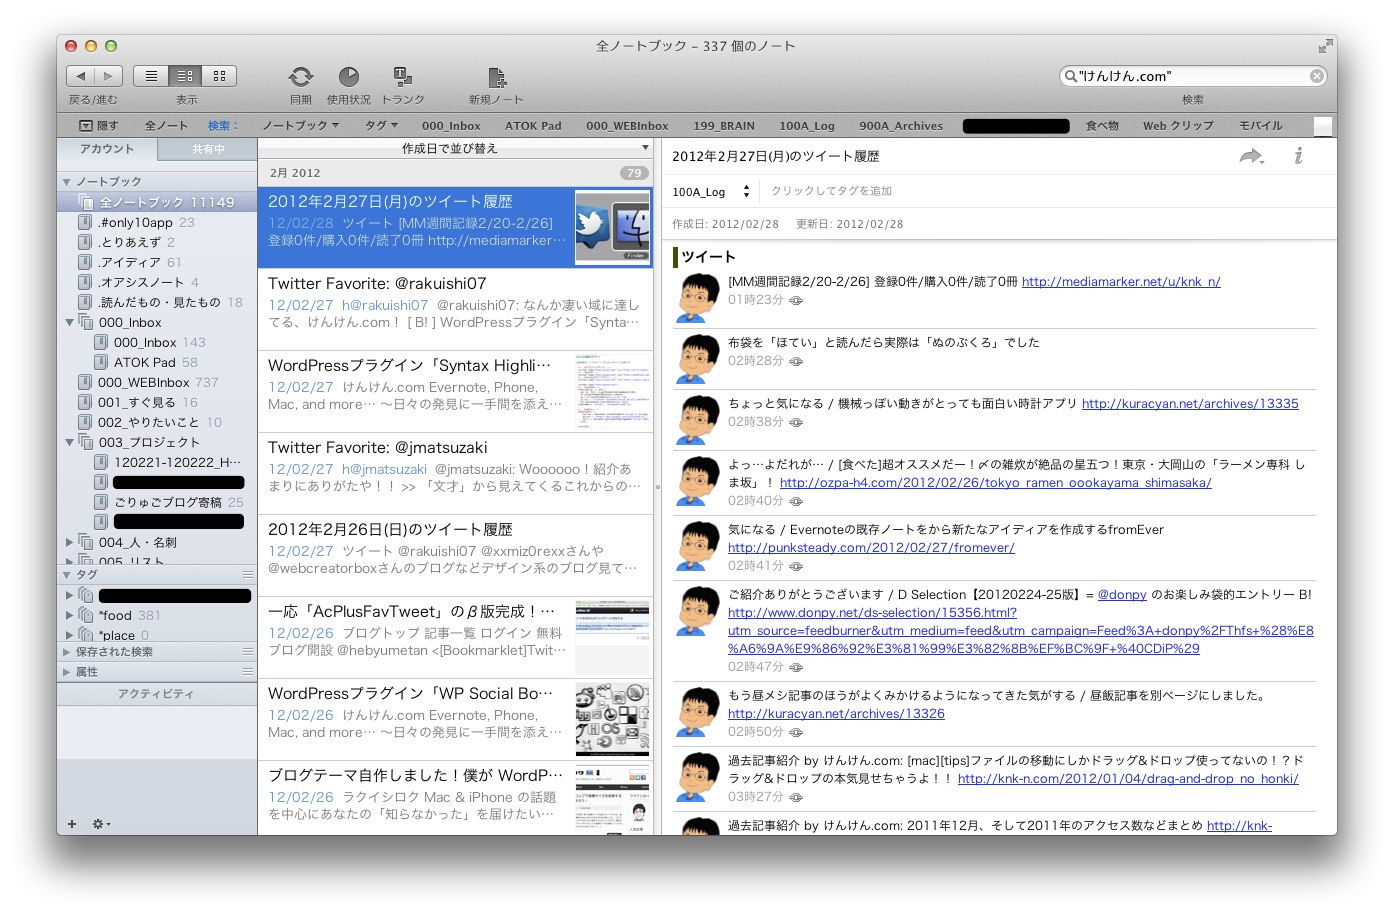 全ノートブック – 337 個のノート
"けんけん.com"
戻る/進む
表示
同期
使用状況
トランク
新規ノート
検索
隠す
全ノート
検索：
ノートブック
タグ
000_Inbox
ATOK Pad
000_WEBInbox
199_BRAIN
100A_Log
900A_Archives
食べ物
Web クリップ
モバイル
アカウント
共有中
ノートブック
全ノートブック 11149
.#only10app 23
.とりあえず 2
.アイディア 61
.オアシスノート 4
.読んだもの・見たもの 18
000_Inbox
000_Inbox 143
ATOK Pad 58
000_WEBInbox 737
001_すぐ見る 16
002_やりたいこと 10
003_プロジェクト
120221-120222_H…
ごりゅごブログ寄稿 25
004_人・名刺
005_リスト
タグ
*food 381
*place 0
保存された検索
属性
アクティビティ
作成日で並び替え
2月 2012
79
2012年2月27日(月)のツイート履歴
12/02/28 ツイート [MM週間記録2/20-2/26]
登録0件/購入0件/読了0冊 http://mediamarker…
Finder
Twitter Favorite: @rakuishi07
12/02/27 h@rakuishi07 @rakuishi07: なんか凄い域に達し
てる、けんけん.com！ [ B! ] WordPressプラグイン「Synta…
WordPressプラグイン「Syntax Highli…
12/02/27 けんけん.com Evernote, Phone,
Mac, and more… 〜日々の発見に一手間を添え…
Twitter Favorite: @jmatsuzaki
12/02/27 h@jmatsuzaki @jmatsuzaki: Woooooo！紹介あ
まりにありがたや！！ >> 「文才」から見えてくるこれからの…
2012年2月26日(日)のツイート履歴
12/02/27 ツイート @rakuishi07 @xxmiz0rexxさんや
@webcreatorboxさんのブログなどデザイン系のブログ見て…
一応「AcPlusFavTweet」のβ版完成！…
12/02/26 ブログトップ 記事一覧 ログイン 無料
ブログ開設 @hebyumetan <[Bookmarklet]Twit…
WordPressプラグイン「WP Social Bo…
12/02/26 けんけん.com Evernote, Phone,
Mac, and more… 〜日々の発見に一手間を添え…
ブログテーマ自作しました！僕が WordP…
12/02/26 ラクイシロク Mac & iPhone の話題
を中心にあなたの「知らなかった」を届けたい…
2012年2月27日(月)のツイート履歴
100A_Log
クリックしてタグを追加
作成日: 2012/02/28 更新日: 2012/02/28
ツイート
[MM週間記録2/20-2/26] 登録0件/購入0件/読了0冊 http://mediamarker.net/u/knk_n/
01時23分
布袋を「ほてい」と読んだら実際は「ぬのぶくろ」でした
02時28分
ちょっと気になる / 機械っぽい動きがとっても面白い時計アプリ http://kuracyan.net/archives/13335
02時38分
よっ…よだれが… / [食べた]超オススメだー！〆の雑炊が絶品の星五つ！東京・大岡山の「ラーメン専科 し
ま坂」！ http://ozpa-h4.com/2012/02/26/tokyo_ramen_oookayama_shimasaka/
02時40分
気になる / Evernoteの既存ノートをから新たなアイディアを作成するfromEver
http://punksteady.com/2012/02/27/fromever/
02時41分
ご紹介ありがとうございます / D Selection【20120224-25版】= @donpy のお楽しみ袋的エントリー B!
http://www.donpy.net/ds-selection/15356.html?
utm_source=feedburner&utm_medium=feed&utm_campaign=Feed%3A+donpy%2FThfs+%28%E8
%A6%9A%E9%86%92%E3%81%99%E3%82%8B%EF%BC%9F+%40CDiP%29
02時47分
もう昼メシ記事のほうがよくみかけるようになってきた気がする / 昼飯記事を別ページにしました。
http://kuracyan.net/archives/13326
02時50分
過去記事紹介 by けんけん.com: [mac][tips]ファイルの移動にしかドラッグ&ドロップ使ってないの！？ド
ラッグ&ドロップの本気見せちゃうよ！！ http://knk-n.com/2012/01/04/drag-and-drop_no_honki/
03時27分
過去記事紹介 by けんけん.com: 2011年12月、そして2011年のアクセス数などまとめ http://knk-